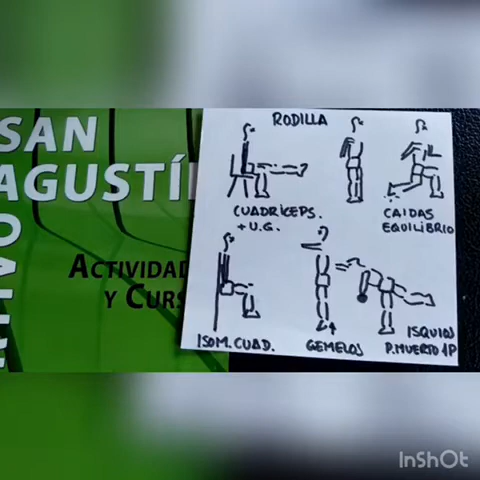 SAN
AGUSTÍ
ACTIVIDAD
Y CURS
RODILLA
CUADRICEPS.
+ U.G.
CAIDAS
EQUILIBRIO
ISOM. CUAD.
GEMELOS
ISQUIOS
P. MUERTO 1P
InShOt